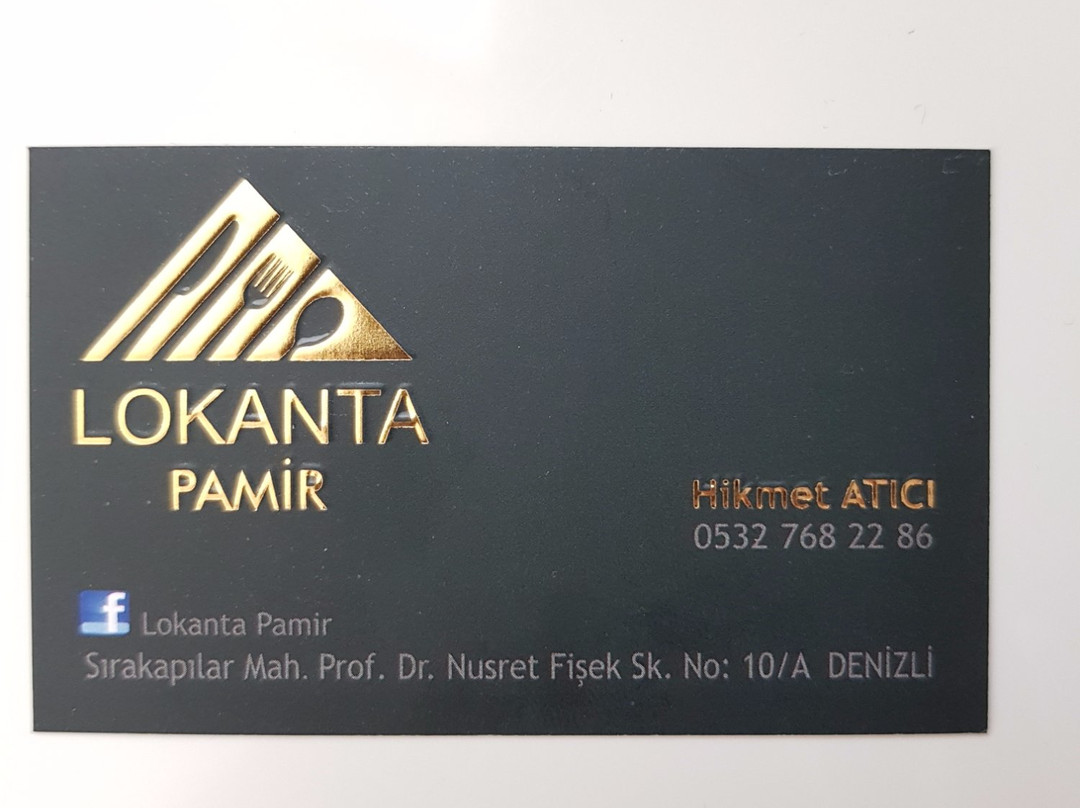 LOKANTA
PAMİR
Hikmet ATICI
0532 768 22 86
f Lokanta Pamir
Sırakapılar Mah. Prof. Dr. Nusret Fişek Sk. No: 10/A DENİZLİ